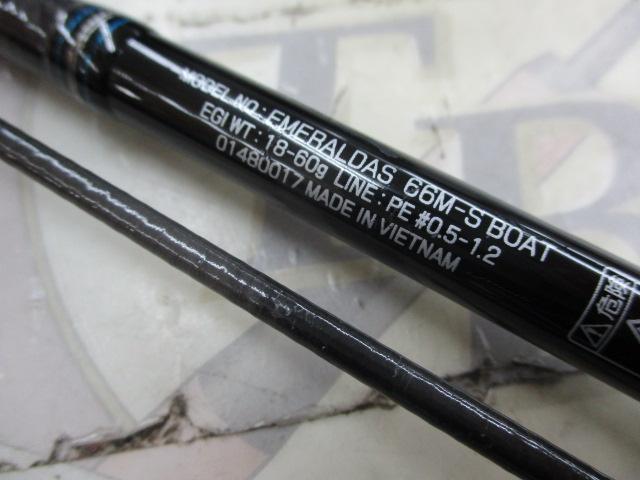 MODEL NO.: EMERALDAS 66M-S BOAT
EGI WT : 18-60g LINE : PE #0.5-1.2
01480017 MADE IN VIETNAM
危険